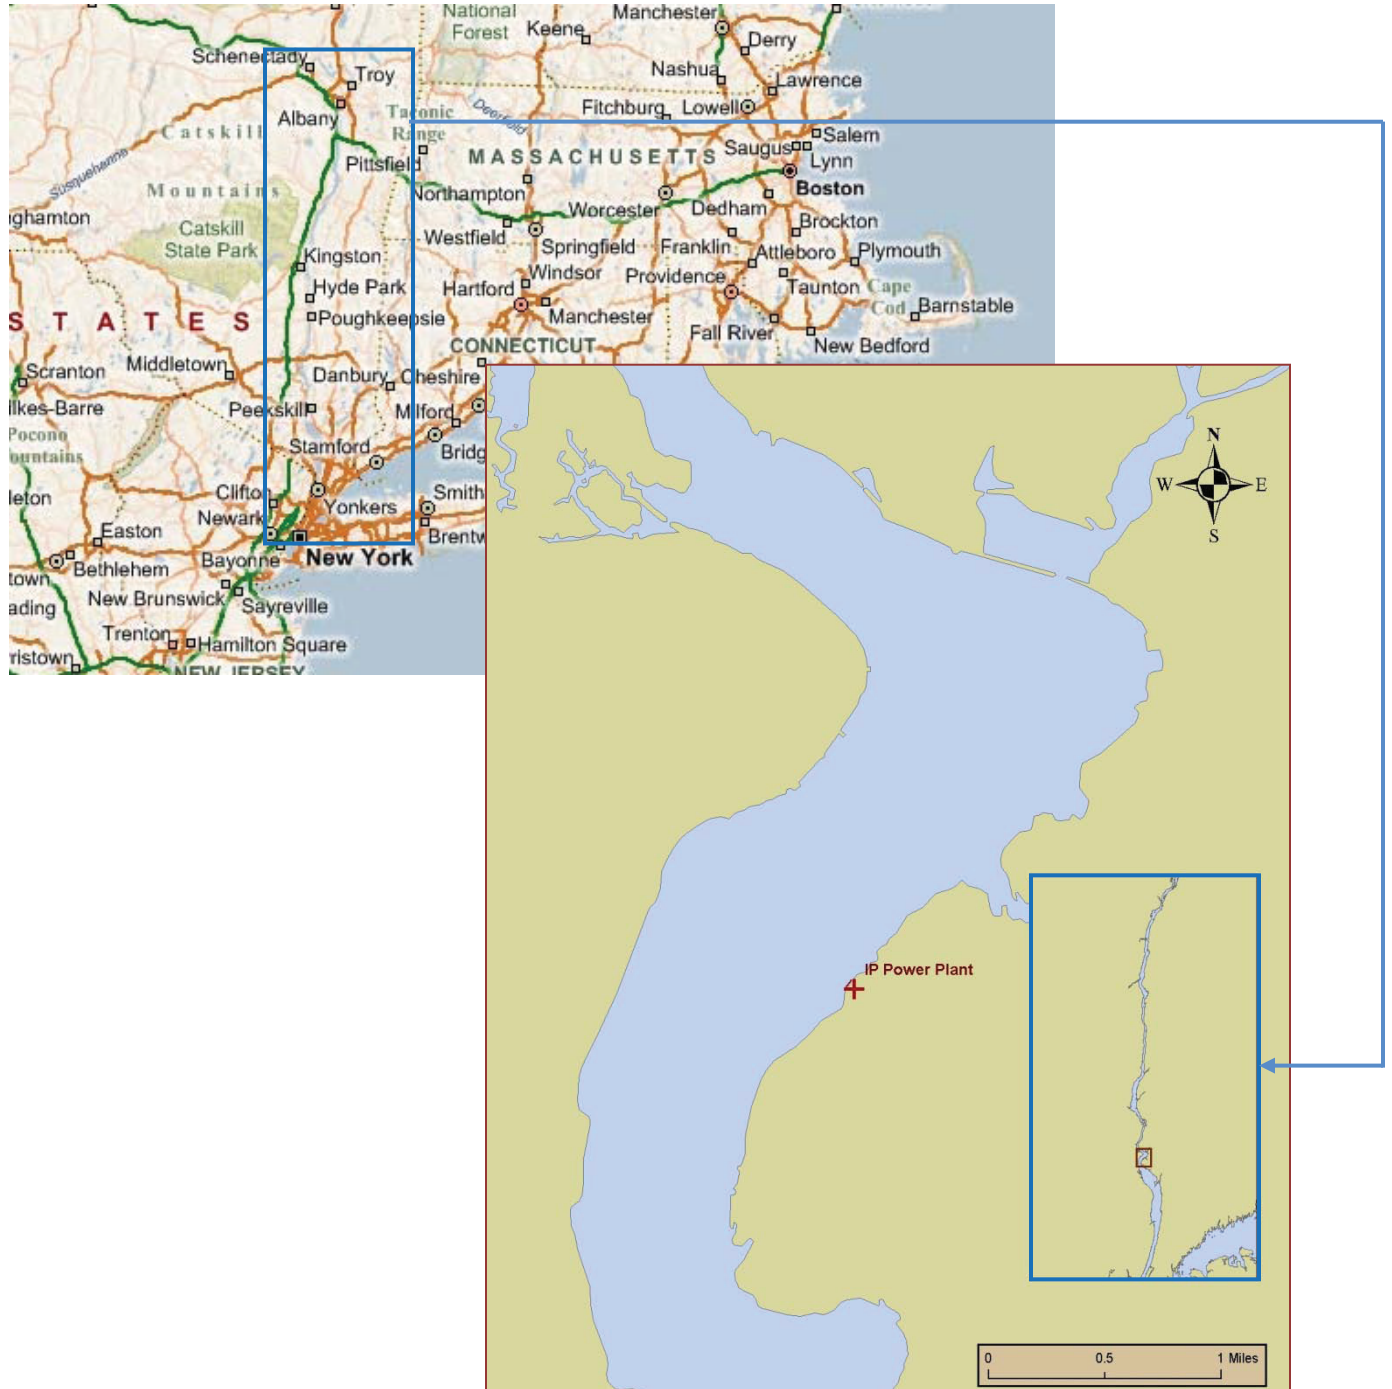 National
Forest
Manchester
Keene
Derry
Schenectady
Troy
Nashua
Lawrence
Albany
Taconic
Range
Deerfield
Fitchburg
Lowell
Catskill
Salem
Saugus
Lynn
Pittsfield
MASSACHUSETTS
Susquehanna
Mountains
Northampton
Boston
ghamton
Catskill
State Park
Worcester
Dedham
Brockton
Westfield
Springfield
Franklin
Attleboro
Plymouth
Kingston
Windsor
Providence
Taunton
Cape
Cod
Hyde Park
Hartford
Barnstable
STATES
Poughkeepsie
Manchester
Fall River
New Bedford
CONNECTICUT
Scranton
Middletown
Danbury
Cheshire
lkes-Barre
Peekskill
Milford
Pocono
ountains
Stamford
Bridg
leton
Clifton
Smith
Newark
Yonkers
Easton
Brentw
Bayonne
New York
town
Bethlehem
ading
New Brunswick
Sayreville
Trenton
Hamilton Square
rristown
NEW JERSEY
N
W
E
S
IP Power Plant
0
0.5
1 Miles